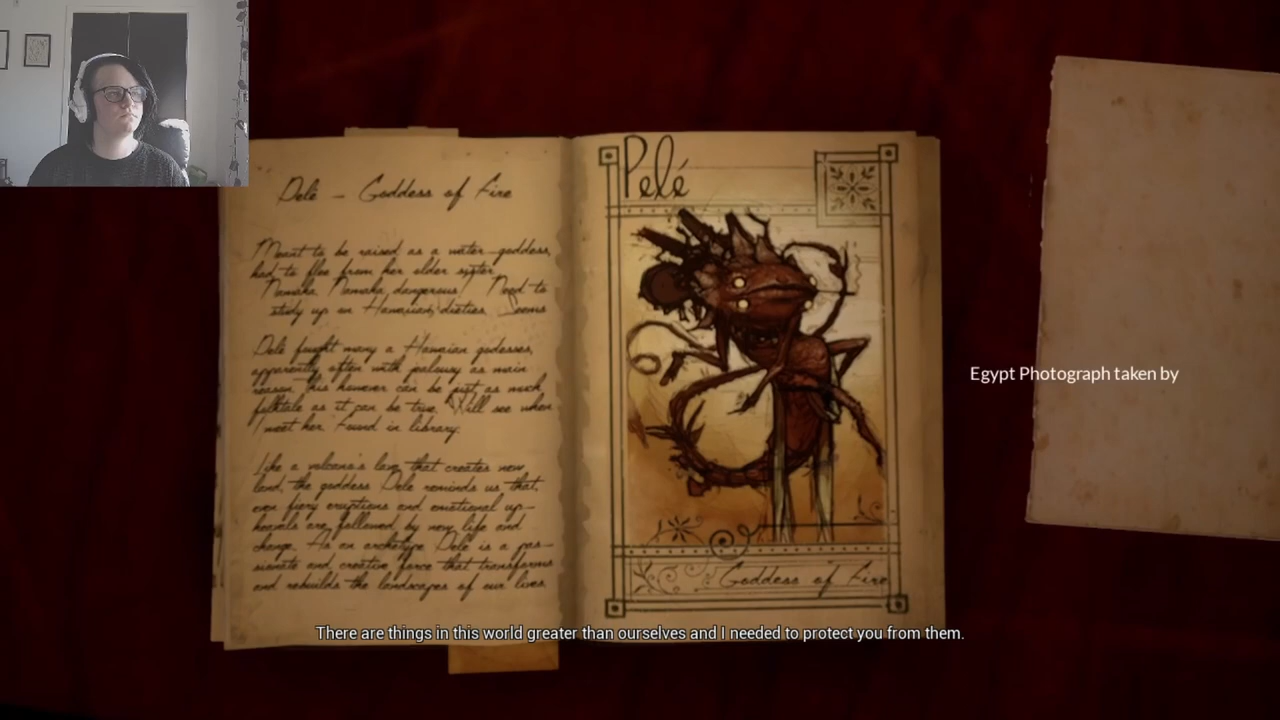 Pelé - Goddess of Fire
Meant to be raised as a water-goddess,
had to flee from her elder sister
Namaka. Namaka, dangerous! Need to
study up on Hawaiian dieties. Seems
Pelé fought many a Hawaiian godesses,
apparently often with jealousy as main
reason, this however can be just as much
folktale as it can be true. Will see when
I meet her. Found in library.
Like a volcano's lava that creates new
land, the goddess Pelé reminds us that,
even fiery eruptions and emotional up-
heavals are followed by new life and
change. As an archetype Pelé is a pas-
sionate and creative force that transforms
and rebuilds the landscapes of our lives
Pelé
Goddess of Fire
Egypt Photograph taken by
There are things in this world greater than ourselves and I needed to protect you from them.